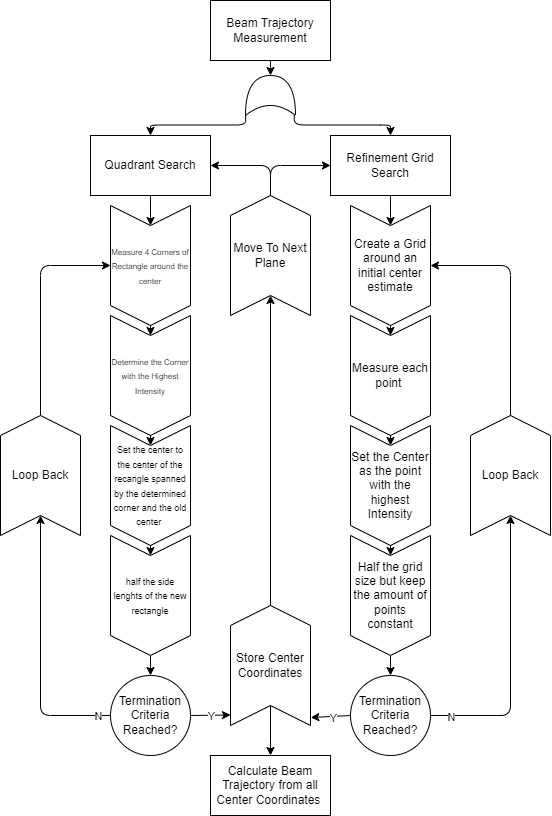 Beam Trajectory
Measurement
Quadrant Search
Refinement Grid
Search
Measure 4 Corners of
Rectangle around the
center
Move To Next
Plane
Create a Grid
around an
initial center
estimate
Determine the Corner
with the Highest
Intensity
Measure each
point
Loop Back
Set the center to
the center of the
recangle spanned
by the determined
corner and the old
center
Set the Center
as the point
with the
highest
Intensity
Loop Back
half the side
lenghts of the new
rectangle
Half the grid
size but keep
the amount of
points
constant
Store Center
Coordinates
N
Termination
Criteria
Reached?
Y
Y
Termination
Criteria
Reached?
N
Calculate Beam
Trajectory from all
Center Coordinates